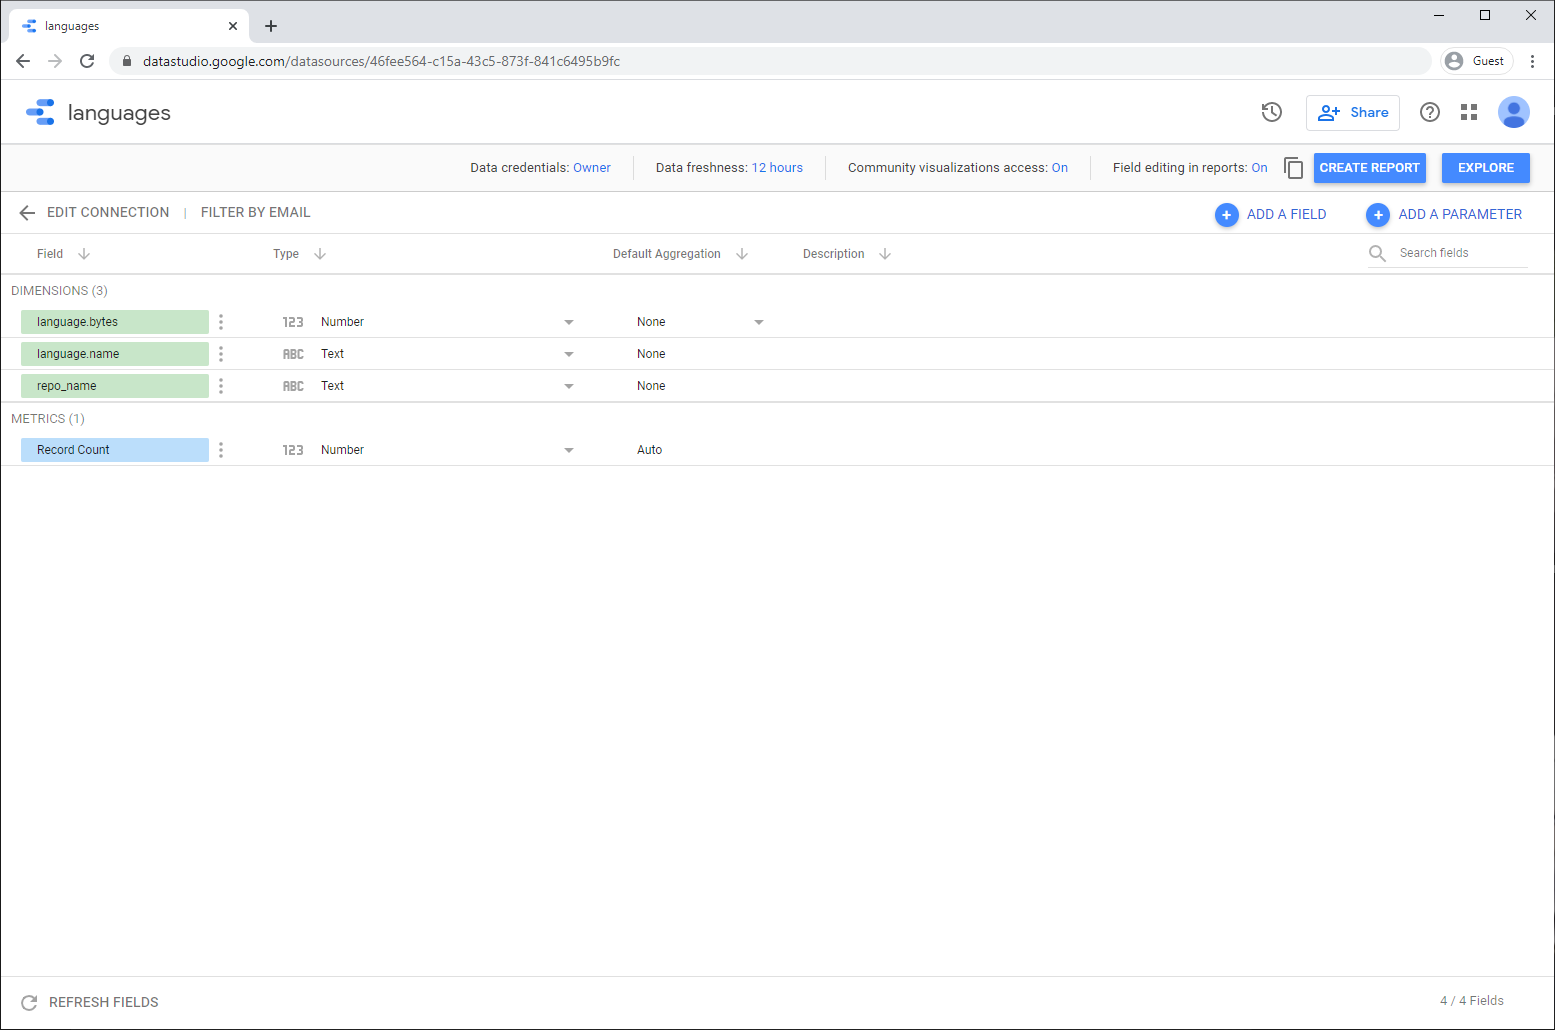 languages
datastudio.google.com/datasources/46fee564-c15a-43c5-873f-841c6495b9fc
Guest
languages
Share
Data credentials: Owner
Data freshness: 12 hours
Community visualizations access: On
Field editing in reports: On
CREATE REPORT
EXPLORE
EDIT CONNECTION | FILTER BY EMAIL
ADD A FIELD
ADD A PARAMETER
Field
Type
Default Aggregation
Description
Search fields
DIMENSIONS (3)
language.bytes 123 Number None
language.name ABC Text None
repo_name ABC Text None
METRICS (1)
Record Count 123 Number Auto
REFRESH FIELDS
4 / 4 Fields